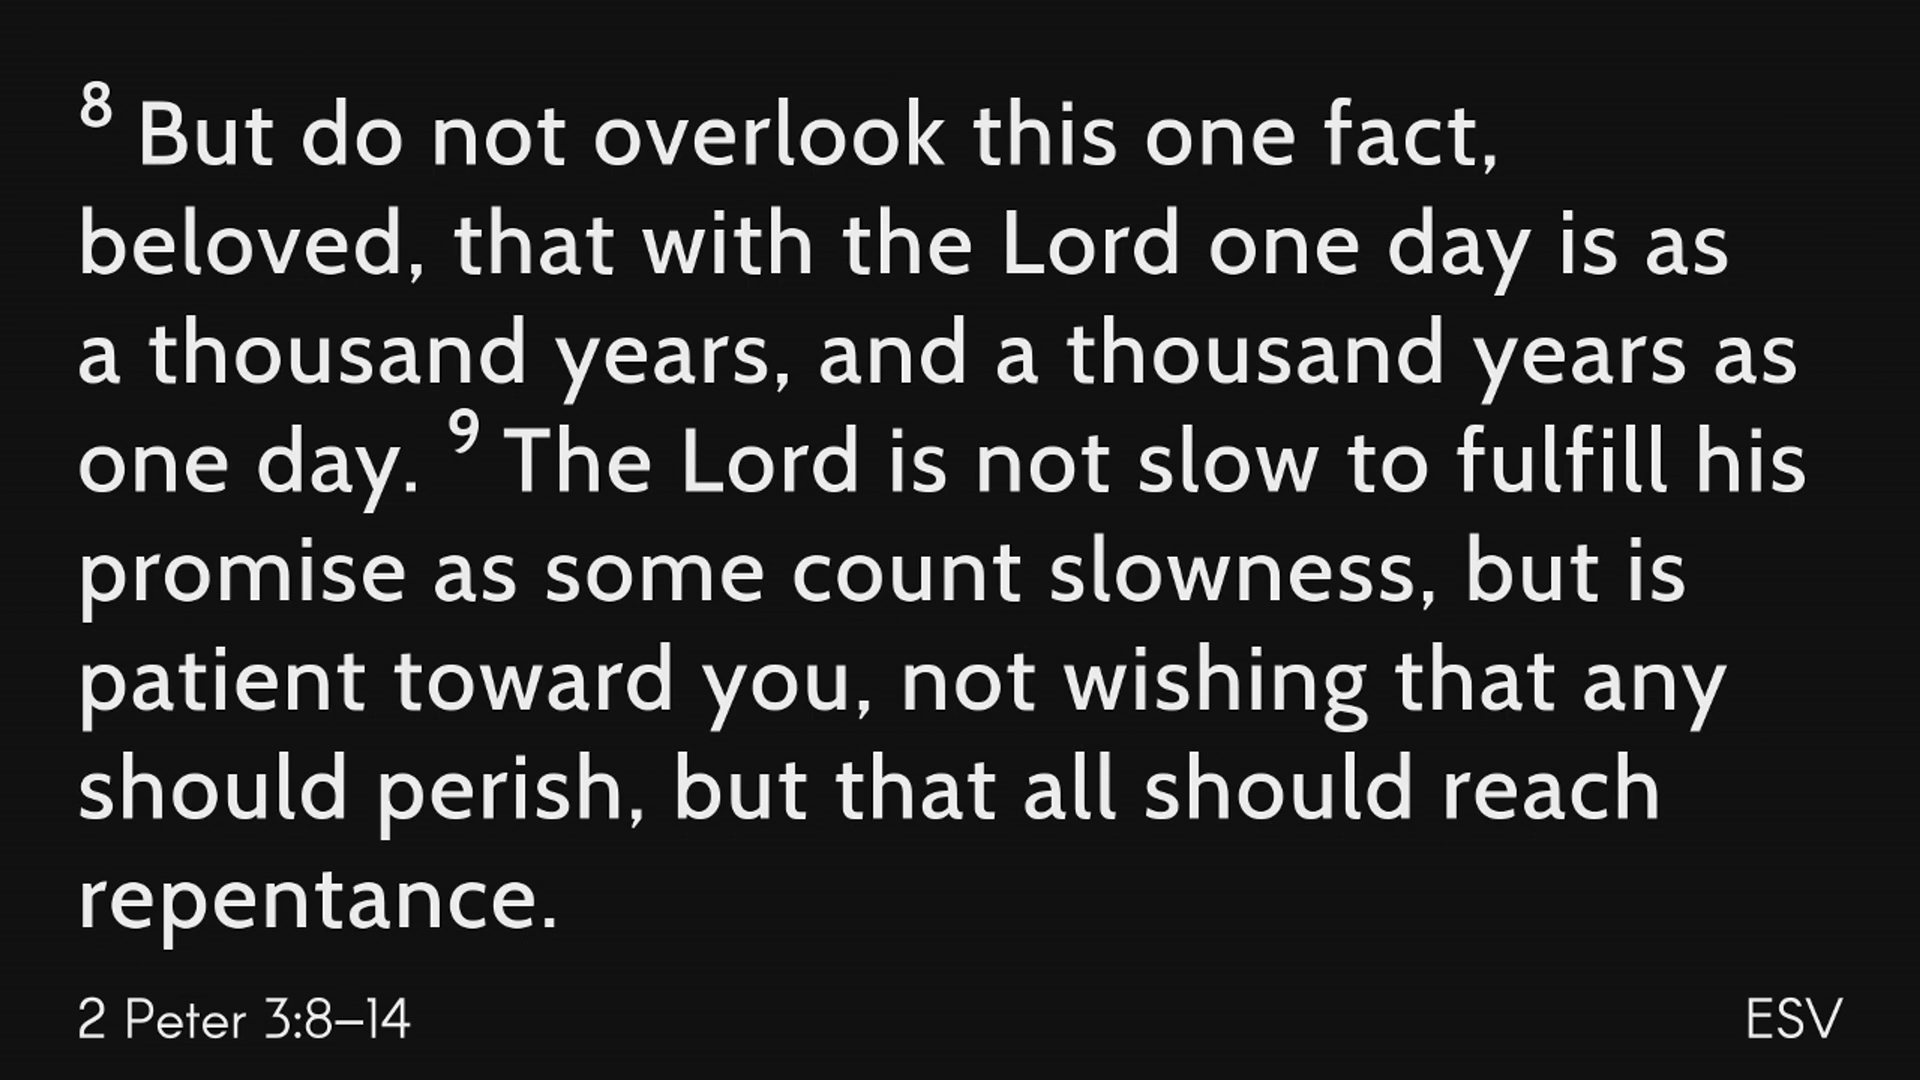 8 But do not overlook this one fact,
beloved, that with the Lord one day is as
a thousand years, and a thousand years as
one day. 9 The Lord is not slow to fulfill his
promise as some count slowness, but is
patient toward you, not wishing that any
should perish, but that all should reach
repentance.
2 Peter 3:8–14
ESV